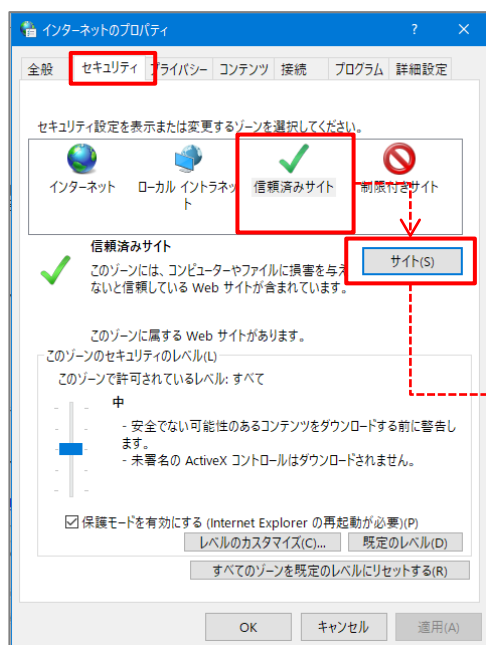 インターネットのプロパティ ? ×
全般 セキュリティ プライバシー コンテンツ 接続 プログラム 詳細設定
セキュリティ設定を表示または変更するゾーンを選択してください。
インターネット ローカル イントラネット 信頼済みサイト 制限付きサイト
信頼済みサイト
サイト(S)
このゾーンには、コンピューターやファイルに損害を与え
ないと信頼している Web サイトが含まれています。
このゾーンに属する Web サイトがあります。
このゾーンのセキュリティのレベル(L)
このゾーンで許可されているレベル: すべて
中
- 安全でない可能性のあるコンテンツをダウンロードする前に警告し
ます。
- 未署名の ActiveX コントロールはダウンロードされません。
保護モードを有効にする (Internet Explorer の再起動が必要)(P)
レベルのカスタマイズ(C)... 既定のレベル(D)
すべてのゾーンを既定のレベルにリセットする(R)
OK キャンセル 適用(A)